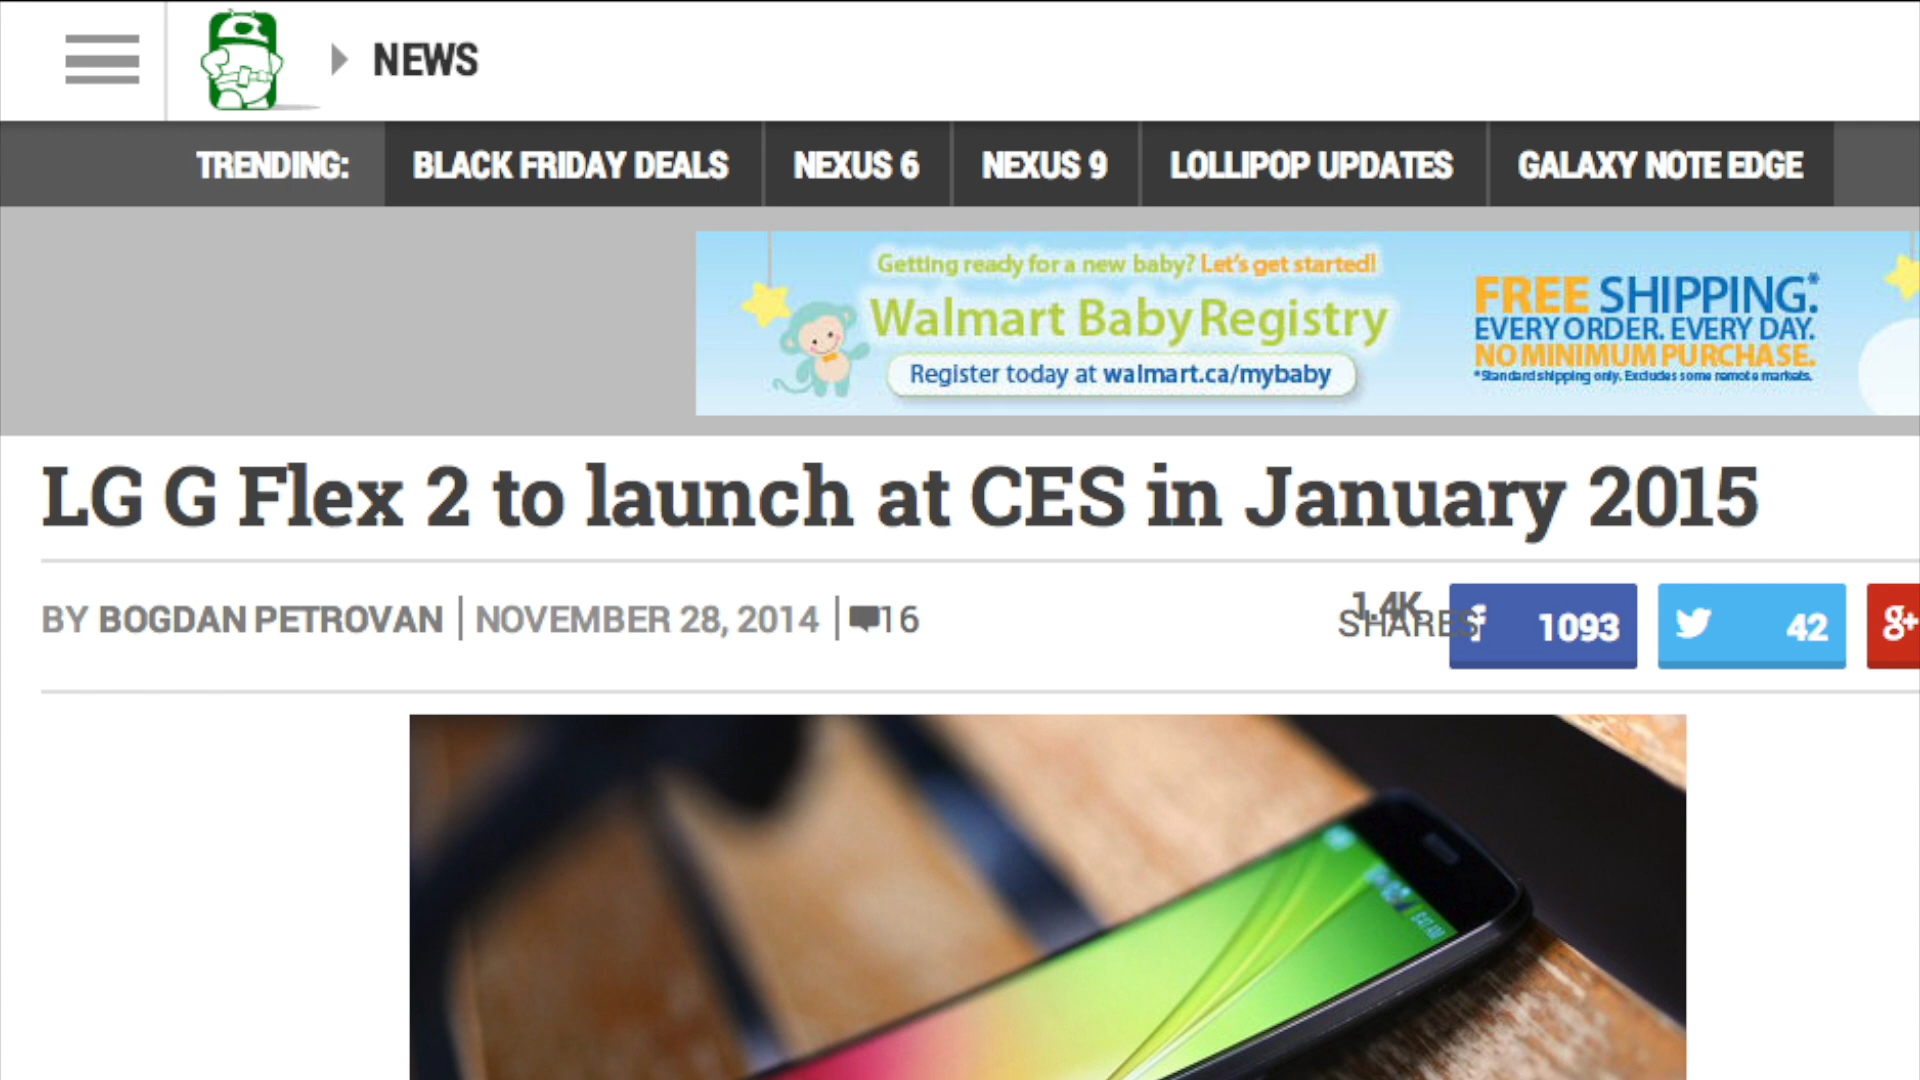 NEWS
TRENDING: BLACK FRIDAY DEALS NEXUS 6 NEXUS 9 LOLLIPOP UPDATES GALAXY NOTE EDGE
Getting ready for a new baby? Let's get started!
Walmart Baby Registry
Register today at walmart.ca/mybaby
FREE SHIPPING.*
EVERY ORDER. EVERY DAY.
NO MINIMUM PURCHASE.
*Standard shipping only. Excludes some remote markets.
LG G Flex 2 to launch at CES in January 2015
BY BOGDAN PETROVAN NOVEMBER 28, 2014 16
1.4K
SHARES
f 1093
42
g+